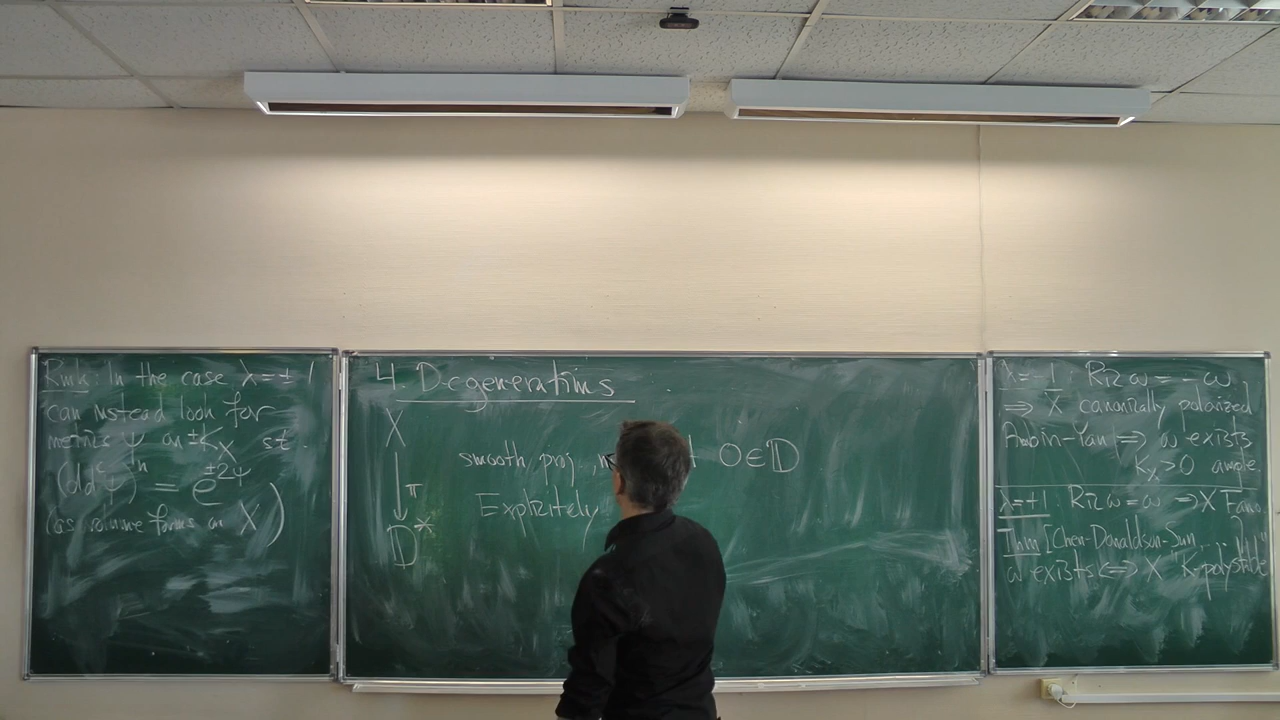 Rmk: In the case λ=±1
can instead look for
metrics ψ on ±K_X st.
(dd^cψ)^n = e^{±2ψ}
(as volume forms on X)
4. Degenerations
X
↓π
D*
smooth proj
0∈D
Explicitely
λ=-1 : Ric ω = -ω
⇒ X canonically polarized
Aubin-Yau ⇒ ω exists
K_X>0 ample.
λ=+1 Ric ω=ω ⇒X Fano.
Thm [Chen-Donaldson-Sun,
ω exists⇔ X K-polystable